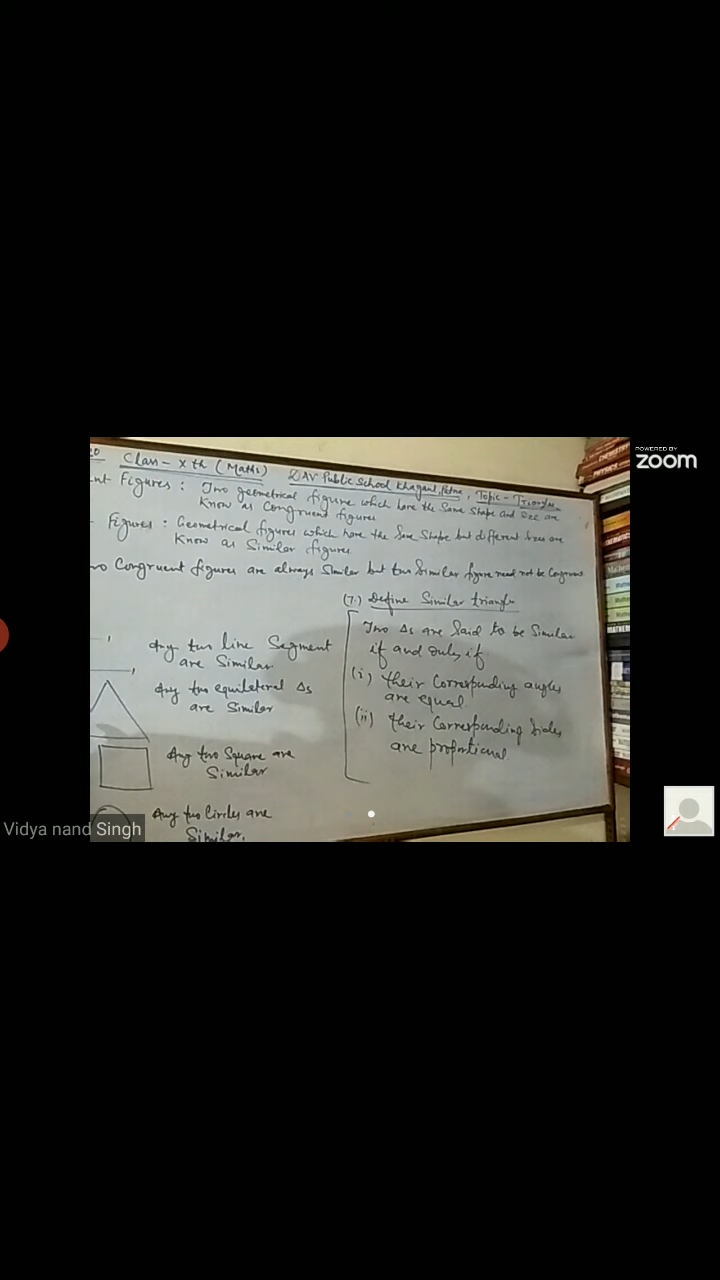 Class - X th (Maths) DAV Public School Khagaul, Patna, Topic - Triangles
nt Figures : Two geometrical figure which have the same shape and size are
know as Congruent figures
Figures : Geometrical figures which have the same shape but different sizes are
know as Similar figures
wo Congruent figures are always similar but two similar figure need not be Congruent
(7.) Define Similar triangle
Two Δs are said to be similar
if and only if
(i) their corresponding angles
are equal
(ii) their corresponding sides
are proportional
Any two line segment
are similar
Any two equilateral Δs
are similar
Any two square are
similar
Any two circles are
similar.
Vidya nand Singh
POWERED BY
zoom
CHEMISTRY
PHYSICS